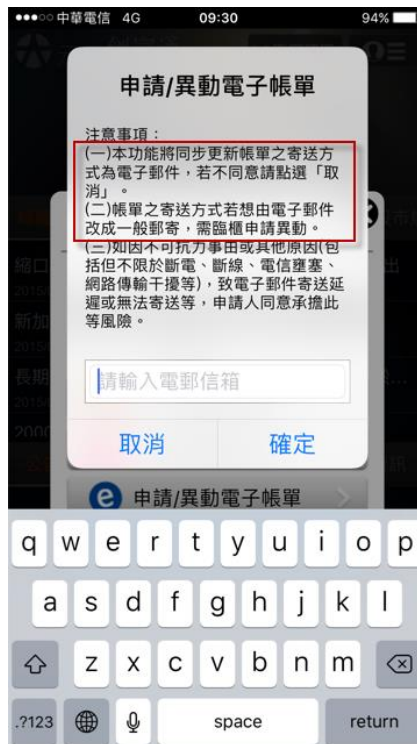 中華電信 4G 09:30 94%
申請/異動電子帳單
注意事項：
(一)本功能將同步更新帳單之寄送方
式為電子郵件，若不同意請點選「取
消」。
(二)帳單之寄送方式若想由電子郵件
改成一般郵寄，需臨櫃申請異動。
(三)如因不可抗力事由或其他原因(包
括但不限於斷電、斷線、電信壅塞、
網路傳輸干擾等)，致電子郵件寄送延
遲或無法寄送等，申請人同意承擔此
等風險。
請輸入電郵信箱
取消 確定
e 申請/異動電子帳單
縮口
新加
長期
2000
q w e r t y u i o p
a s d f g h j k l
z x c v b n m
.?123 space return